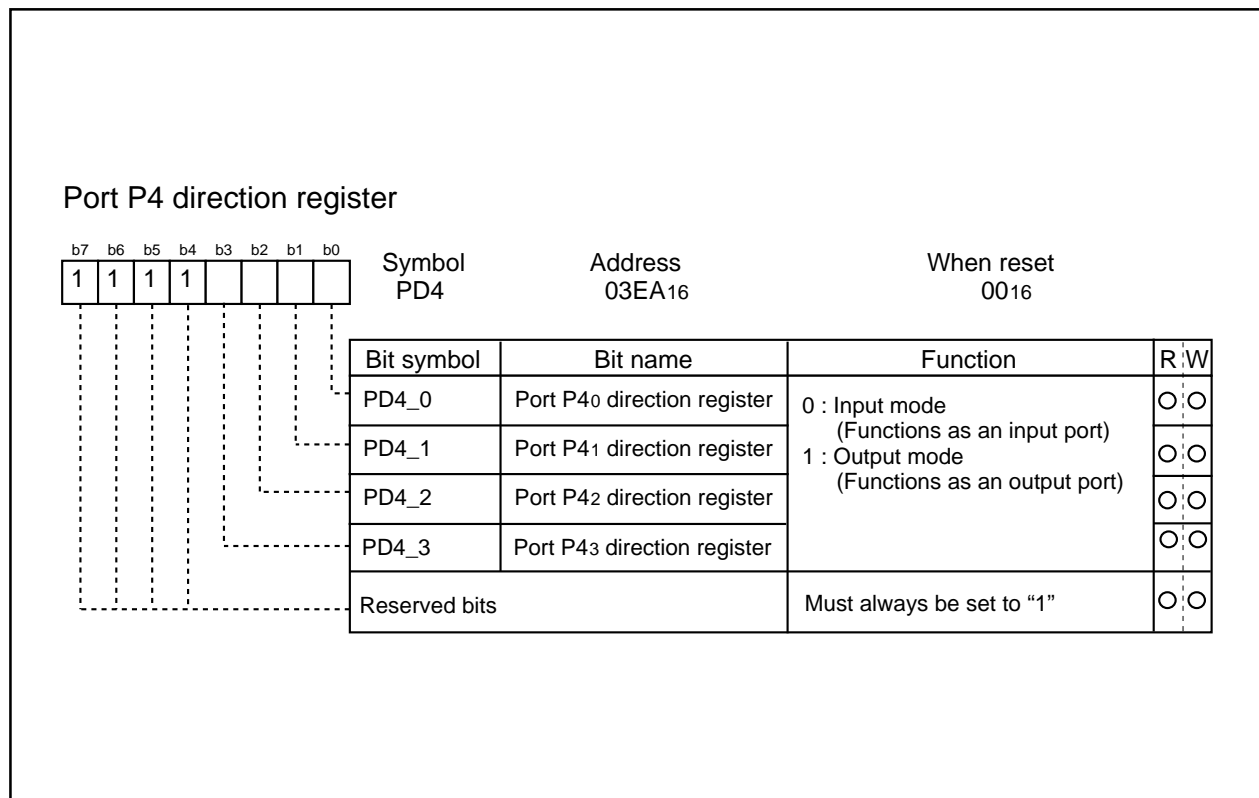 Port P4 direction register
b7 b6 b5 b4 b3 b2 b1 b0
1 1 1 1
Symbol Address When reset
PD4 03EA16 0016
Bit symbol Bit name Function R W
PD4_0 Port P40 direction register
PD4_1 Port P41 direction register
PD4_2 Port P42 direction register
PD4_3 Port P43 direction register
0 : Input mode
(Functions as an input port)
1 : Output mode
(Functions as an output port)
Reserved bits Must always be set to “1”